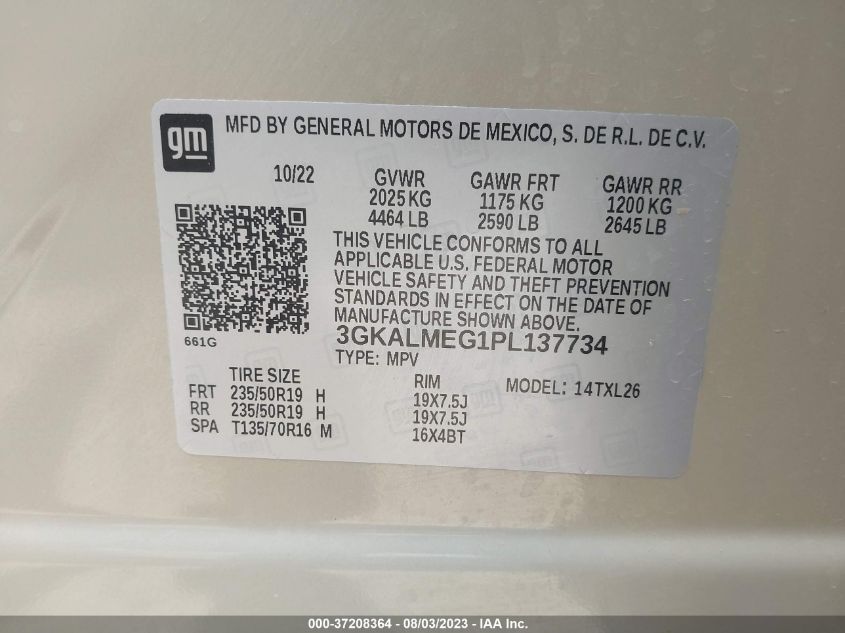 gm
MFD BY GENERAL MOTORS DE MEXICO, S. DE R.L. DE C.V.
10/22
GVWR GAWR FRT GAWR RR
2025 KG 1175 KG 1200 KG
4464 LB 2590 LB 2645 LB
THIS VEHICLE CONFORMS TO ALL
APPLICABLE U.S. FEDERAL MOTOR
VEHICLE SAFETY AND THEFT PREVENTION
STANDARDS IN EFFECT ON THE DATE OF
MANUFACTURE SHOWN ABOVE.
661G
3GKALMEG1PL137734
TYPE: MPV
TIRE SIZE RIM MODEL: 14TXL26
FRT 235/50R19 H 19X7.5J
RR 235/50R19 H 19X7.5J
SPA T135/70R16 M 16X4BT
000-37208364 - 08/03/2023 - IAA Inc.